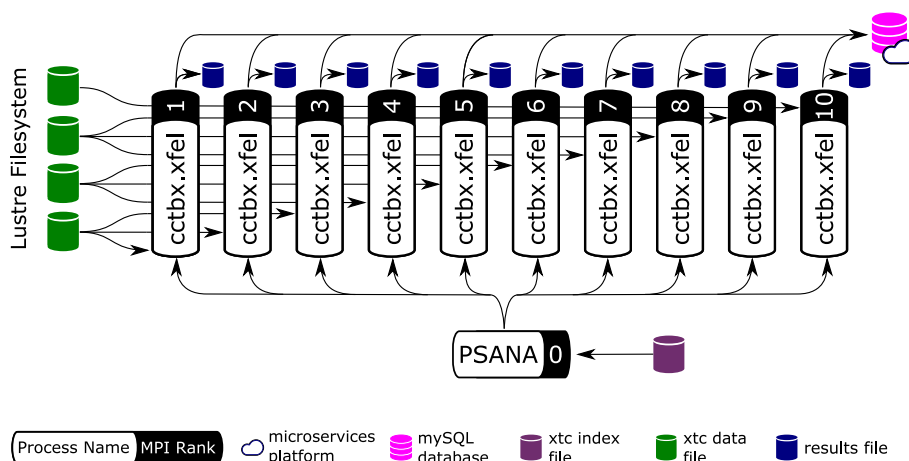 Lustre Filesystem
1
2
3
4
5
6
7
8
9
10
cctbx.xfel
cctbx.xfel
cctbx.xfel
cctbx.xfel
cctbx.xfel
cctbx.xfel
cctbx.xfel
cctbx.xfel
cctbx.xfel
cctbx.xfel
PSANA 0
Process Name MPI Rank
microservices
platform
mySQL
database
xtc index
file
xtc data
file
results file